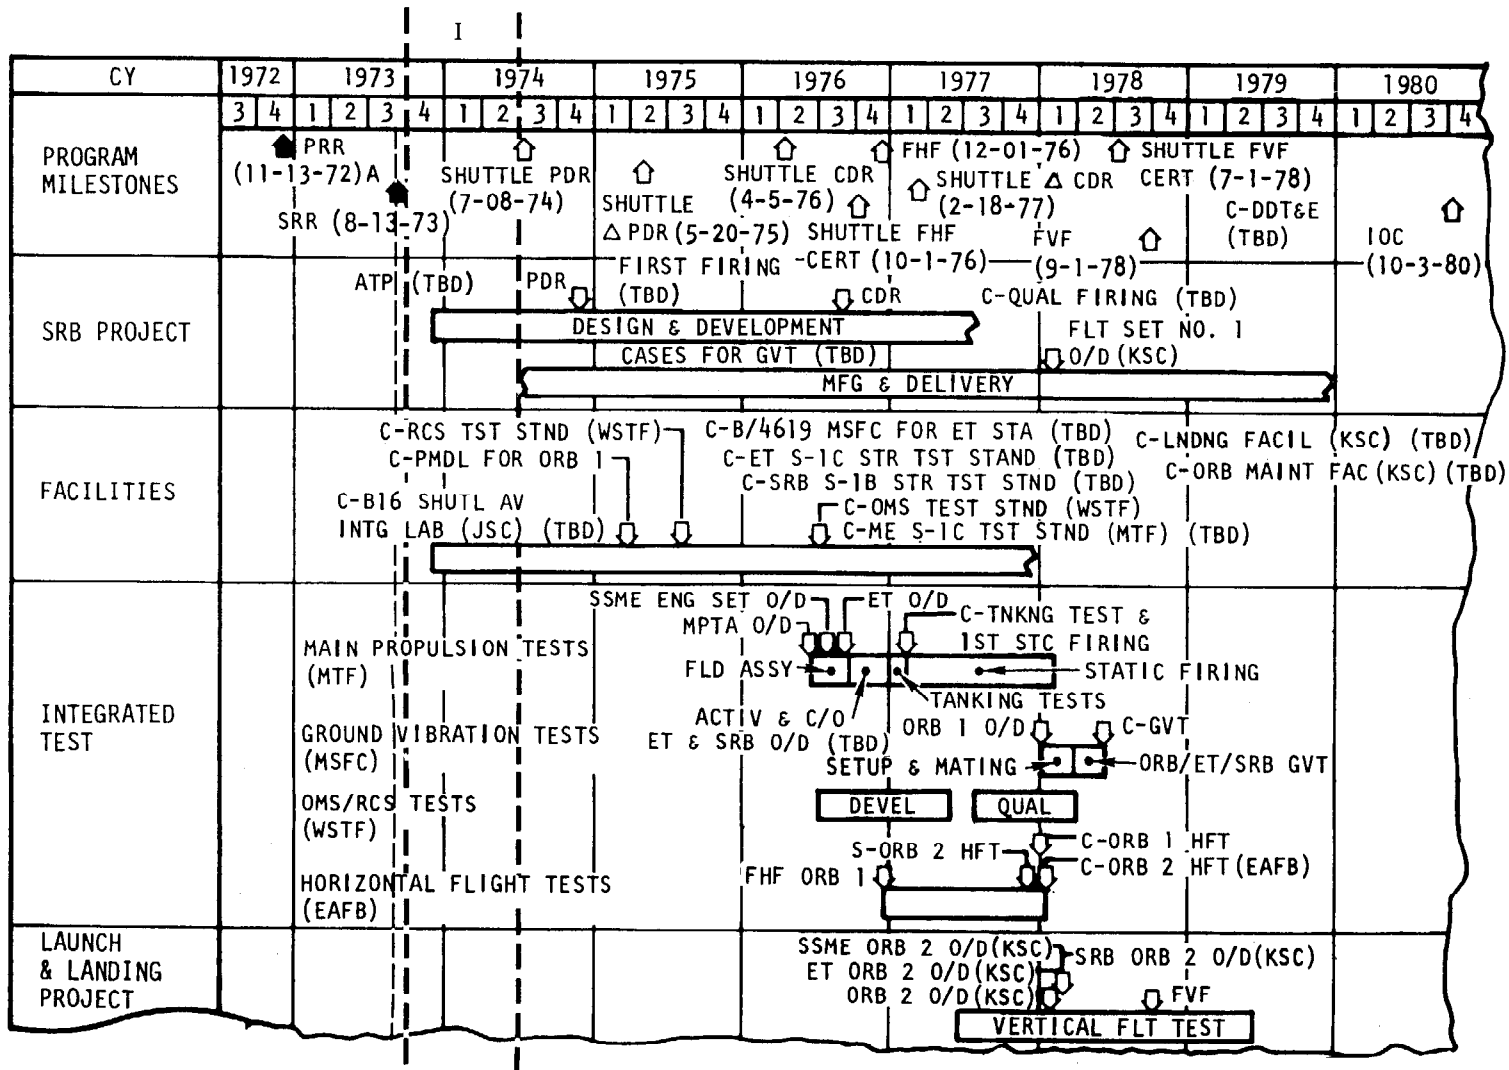 I
CY 1972 1973 1974 1975 1976 1977 1978 1979 1980
3 4 1 2 3 4 1 2 3 4 1 2 3 4 1 2 3 4 1 2 3 4 1 2 3 4 1 2 3 4 1 2 3 4
PROGRAM
MILESTONES
PRR
(11-13-72)A
SRR (8-13-73)
SHUTTLE PDR
(7-08-74)
SHUTTLE
△ PDR (5-20-75)
SHUTTLE CDR
(4-5-76)
SHUTTLE FHF
-CERT (10-1-76)
FHF (12-01-76)
SHUTTLE △ CDR
(2-18-77)
FVF
(9-1-78)
SHUTTLE FVF
CERT (7-1-78)
C-DDT&E
(TBD)
IOC
(10-3-80)
SRB PROJECT
ATP (TBD)
PDR
FIRST FIRING
(TBD)
CDR
C-QUAL FIRING (TBD)
DESIGN & DEVELOPMENT
FLT SET NO. 1
O/D (KSC)
CASES FOR GVT (TBD)
MFG & DELIVERY
FACILITIES
C-RCS TST STND (WSTF)
C-PMDL FOR ORB 1
C-B16 SHUTL AV
INTG LAB (JSC) (TBD)
C-B/4619 MSFC FOR ET STA (TBD)
C-ET S-1C STR TST STAND (TBD)
C-SRB S-1B STR TST STND (TBD)
C-OMS TEST STND (WSTF)
C-ME S-1C TST STND (MTF) (TBD)
C-LNDNG FACIL (KSC) (TBD)
C-ORB MAINT FAC (KSC) (TBD)
INTEGRATED
TEST
SSME ENG SET O/D
ET O/D
MPTA O/D
C-TNKNG TEST &
1ST STC FIRING
MAIN PROPULSION TESTS
(MTF)
FLD ASSY
STATIC FIRING
TANKING TESTS
ACTIV & C/O
ET & SRB O/D (TBD)
ORB 1 O/D
C-GVT
GROUND VIBRATION TESTS
(MSFC)
SETUP & MATING
ORB/ET/SRB GVT
OMS/RCS TESTS
(WSTF)
DEVEL
QUAL
C-ORB 1 HFT
S-ORB 2 HFT
C-ORB 2 HFT (EAFB)
FHF ORB 1
HORIZONTAL FLIGHT TESTS
(EAFB)
LAUNCH
& LANDING
PROJECT
SSME ORB 2 O/D (KSC)
SRB ORB 2 O/D (KSC)
ET ORB 2 O/D (KSC)
ORB 2 O/D (KSC)
FVF
VERTICAL FLT TEST